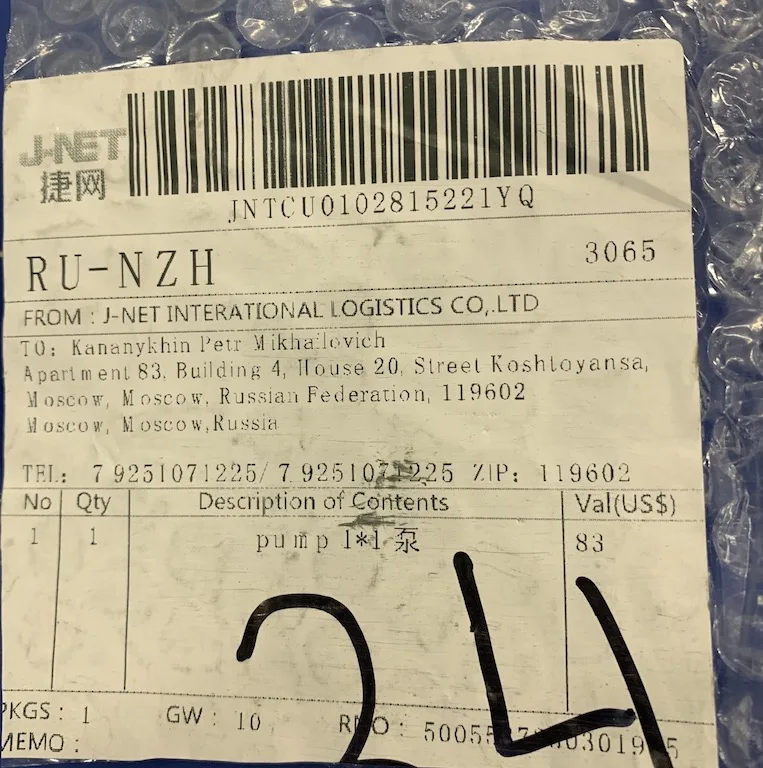 J-NET
捷网
JNTCU0102815221YQ
RU-NZH 3065
FROM : J-NET INTERATIONAL LOGISTICS CO,.LTD
TO: Kananykhin Petr Mikhailovich
Apartment 83, Building 4, House 20, Street Koshtoyansa,
Moscow, Moscow, Russian Federation, 119602
Moscow, Moscow,Russia
TEL: 7 9251071225/ 7 9251071225 ZIP: 119602
No Qty Description of Contents Val(US$)
1 1 pump 1*1 泵 83
24
PKGS : 1 GW : 10 RNO :
MEMO :